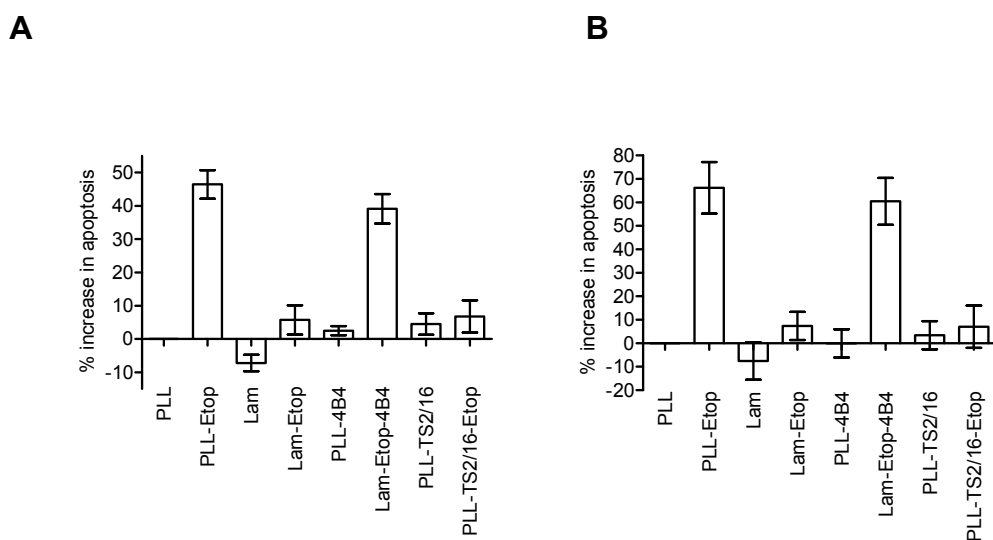 A
B
% increase in apoptosis
50
40
30
20
10
0
-10
PLL
PLL-Etop
Lam
Lam-Etop
PLL-4B4
Lam-Etop-4B4
PLL-TS2/16
PLL-TS2/16-Etop
% increase in apoptosis
80
70
60
50
40
30
20
10
0
-10
-20
PLL
PLL-Etop
Lam
Lam-Etop
PLL-4B4
Lam-Etop-4B4
PLL-TS2/16
PLL-TS2/16-Etop